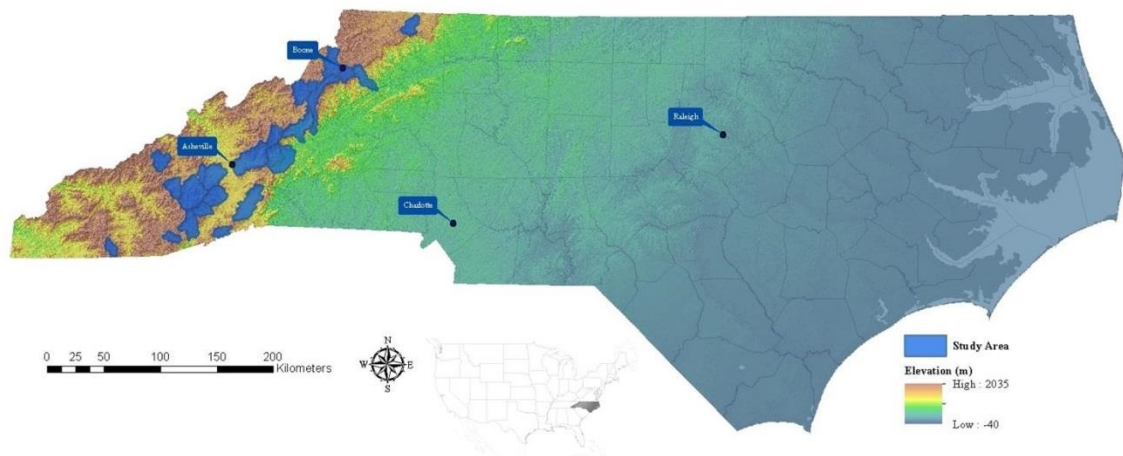 Boone
Asheville
Raleigh
Charlotte
0 25 50 100 150 200
Kilometers
N
W E
S
Study Area
Elevation (m)
High : 2035
Low : -40